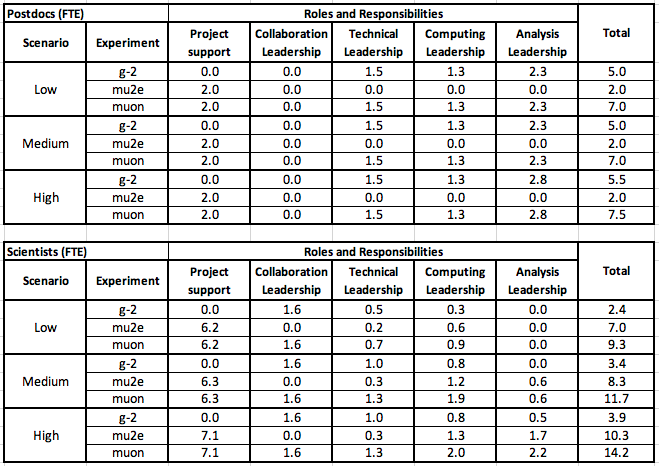 Postdocs (FTE) Roles and Responsibilities Total
Scenario Experiment Project support Collaboration Leadership Technical Leadership Computing Leadership Analysis Leadership
Low g-2 0.0 0.0 1.5 1.3 2.3 5.0
mu2e 2.0 0.0 0.0 0.0 0.0 2.0
muon 2.0 0.0 1.5 1.3 2.3 7.0
Medium g-2 0.0 0.0 1.5 1.3 2.3 5.0
mu2e 2.0 0.0 0.0 0.0 0.0 2.0
muon 2.0 0.0 1.5 1.3 2.3 7.0
High g-2 0.0 0.0 1.5 1.3 2.8 5.5
mu2e 2.0 0.0 0.0 0.0 0.0 2.0
muon 2.0 0.0 1.5 1.3 2.8 7.5
Scientists (FTE) Roles and Responsibilities Total
Scenario Experiment Project support Collaboration Leadership Technical Leadership Computing Leadership Analysis Leadership
Low g-2 0.0 1.6 0.5 0.3 0.0 2.4
mu2e 6.2 0.0 0.2 0.6 0.0 7.0
muon 6.2 1.6 0.7 0.9 0.0 9.3
Medium g-2 0.0 1.6 1.0 0.8 0.0 3.4
mu2e 6.3 0.0 0.3 1.2 0.6 8.3
muon 6.3 1.6 1.3 1.9 0.6 11.7
High g-2 0.0 1.6 1.0 0.8 0.5 3.9
mu2e 7.1 0.0 0.3 1.3 1.7 10.3
muon 7.1 1.6 1.3 2.0 2.2 14.2